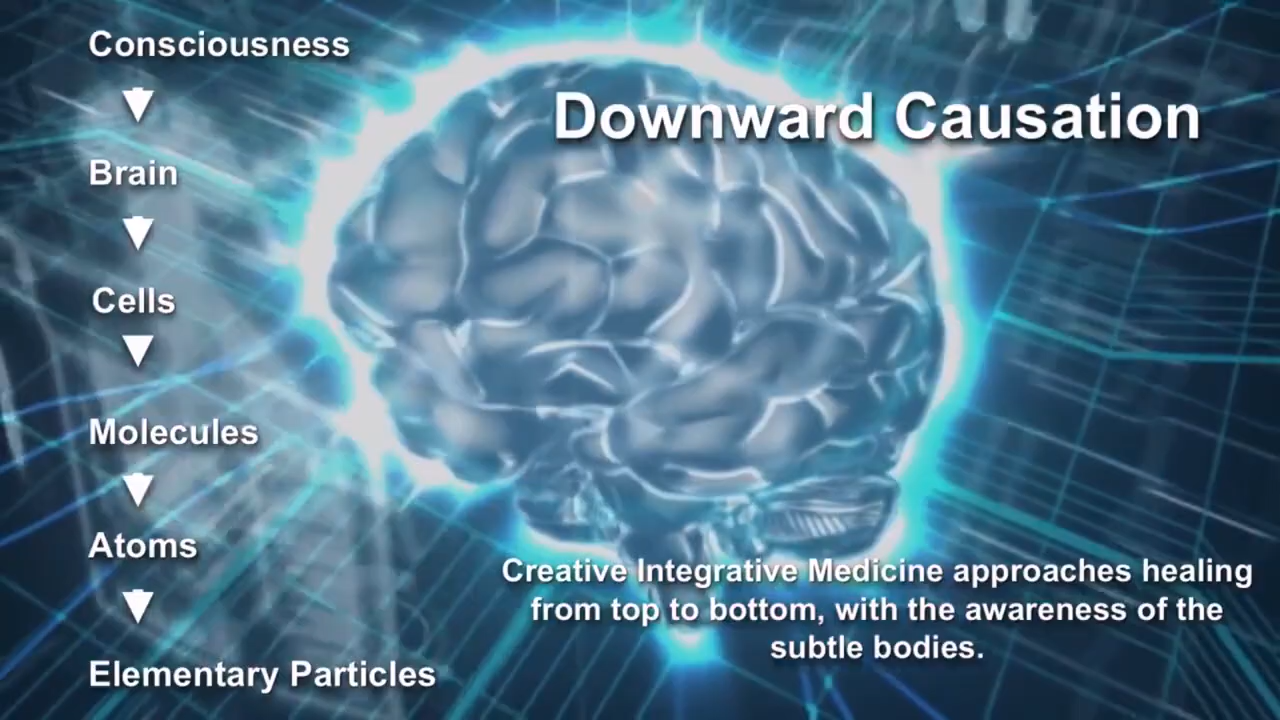 Consciousness
Downward Causation
Brain
Cells
Molecules
Atoms
Elementary Particles
Creative Integrative Medicine approaches healing
from top to bottom, with the awareness of the
subtle bodies.